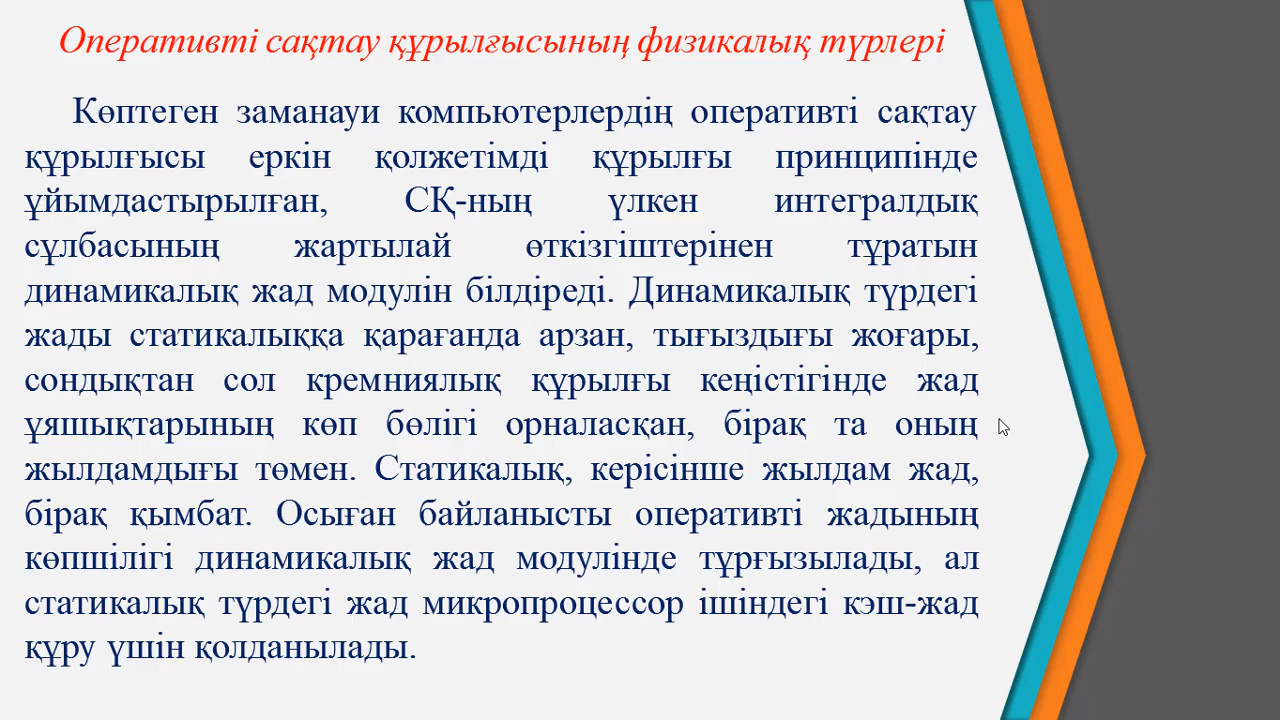 Оперативті сақтау құрылғысының физикалық түрлері
Көптеген заманауи компьютерлердің оперативті сақтау
құрылғысы еркін қолжетімді құрылғы принципінде
ұйымдастырылған, СҚ-ның үлкен интегралдық
сұлбасының жартылай өткізгіштерінен тұратын
динамикалық жад модулін білдіреді. Динамикалық түрдегі
жады статикалыққа қарағанда арзан, тығыздығы жоғары,
сондықтан сол кремниялық құрылғы кеңістігінде жад
ұяшықтарының көп бөлігі орналасқан, бірақ та оның
жылдамдығы төмен. Статикалық, керісінше жылдам жад,
бірақ қымбат. Осыған байланысты оперативті жадының
көпшілігі динамикалық жад модулінде тұрғызылады, ал
статикалық түрдегі жад микропроцессор ішіндегі кэш-жад
құру үшін қолданылады.